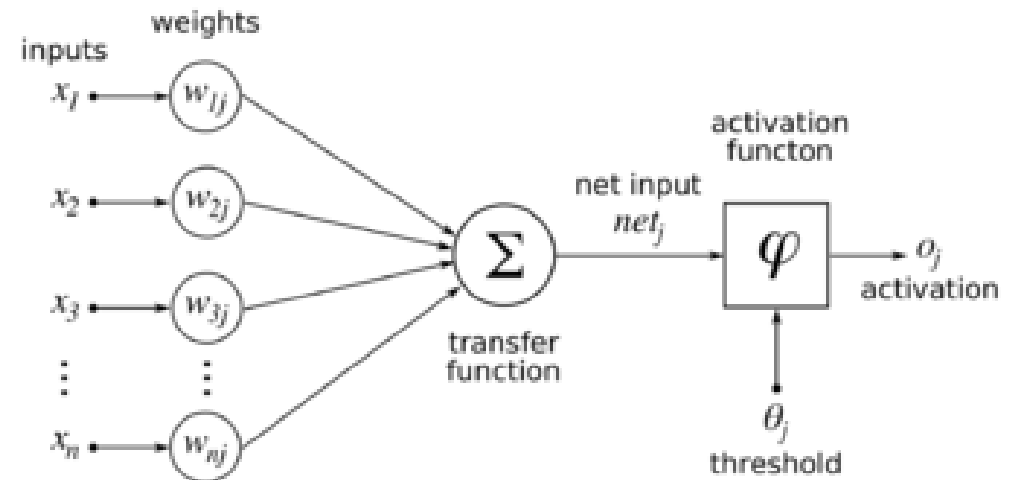 weights
inputs
x1
w1j
x2
w2j
x3
w3j
⋮ ⋮
xn
wnj
Σ
transfer
function
net input
netj
activation
functon
φ
oj
activation
θj
threshold